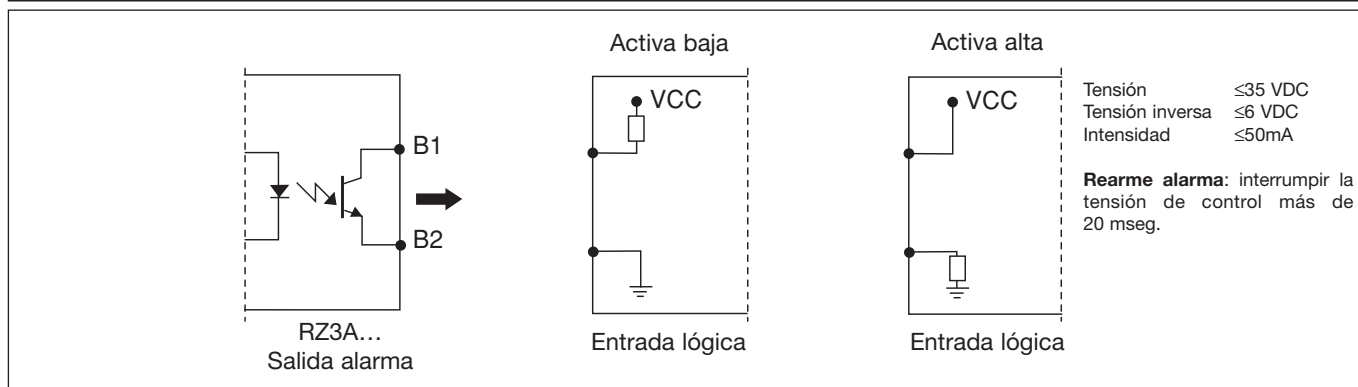 Activa baja
Activa alta
VCC
VCC
B1
B2
RZ3A...
Salida alarma
Entrada lógica
Entrada lógica
Tensión ≤35 VDC
Tensión inversa ≤6 VDC
Intensidad ≤50mA
Rearme alarma: interrumpir la
tensión de control más de
20 mseg.